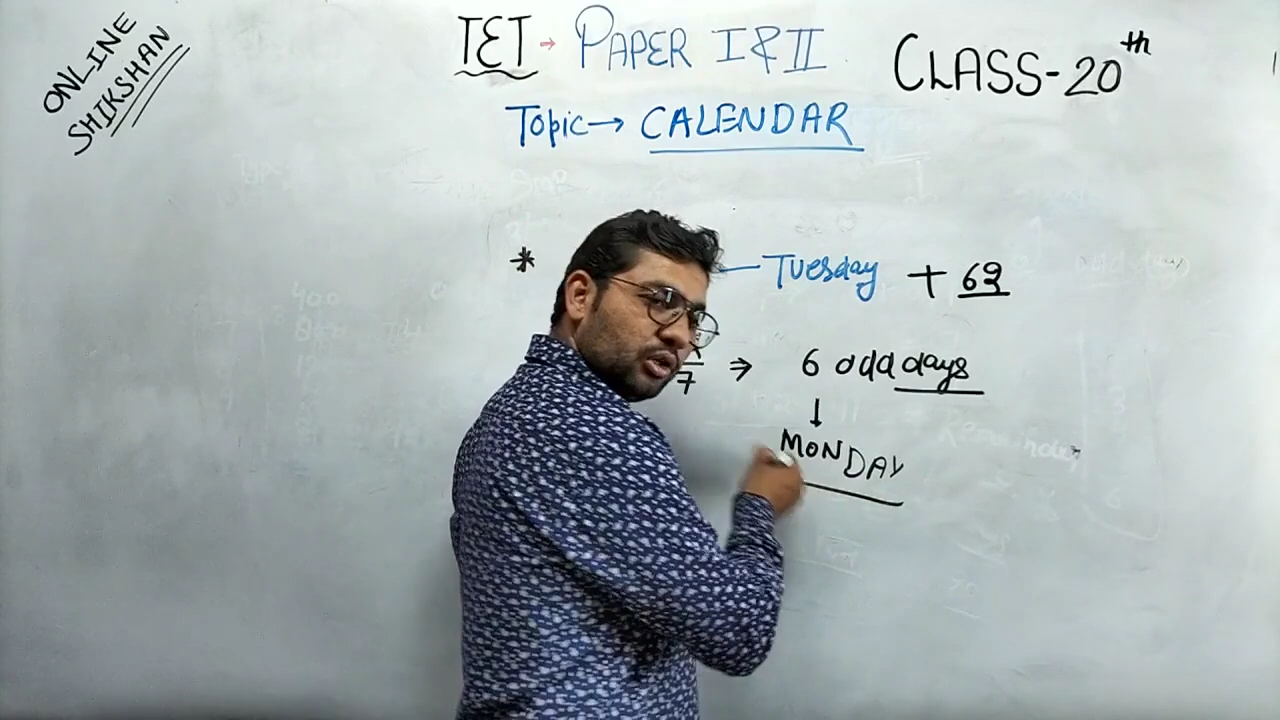 ONLINE
SHIKSHAN
TET → PAPER I & II
CLASS-20th
Topic → CALENDAR
* — Tuesday + 69
7 ⇒ 6 odd days
↓
MONDAY